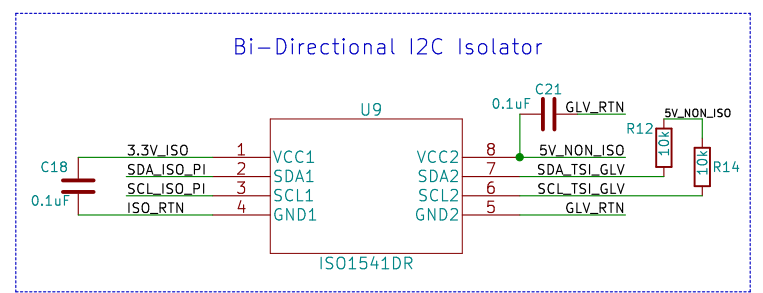 Bi-Directional I2C Isolator
C21
0.1uF
GLV_RTN
U9
5V_NON_ISO
R12
10k
10k
R14
C18
0.1uF
3.3V_ISO
1
VCC1
VCC2
8
5V_NON_ISO
SDA_ISO_PI
2
SDA1
SDA2
7
SDA_TSI_GLV
SCL_ISO_PI
3
SCL1
SCL2
6
SCL_TSI_GLV
ISO_RTN
4
GND1
GND2
5
GLV_RTN
ISO1541DR